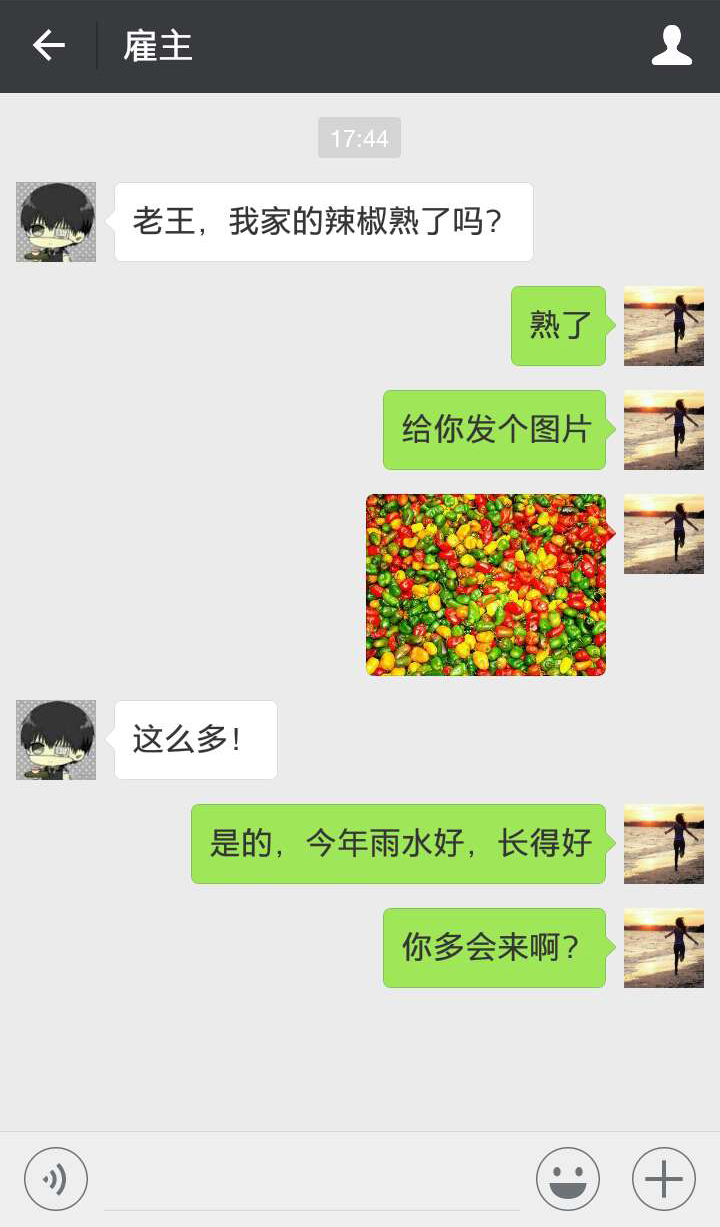 雇主
17:44
老王，我家的辣椒熟了吗？
熟了
给你发个图片
这么多！
是的，今年雨水好，长得好
你多会来啊？